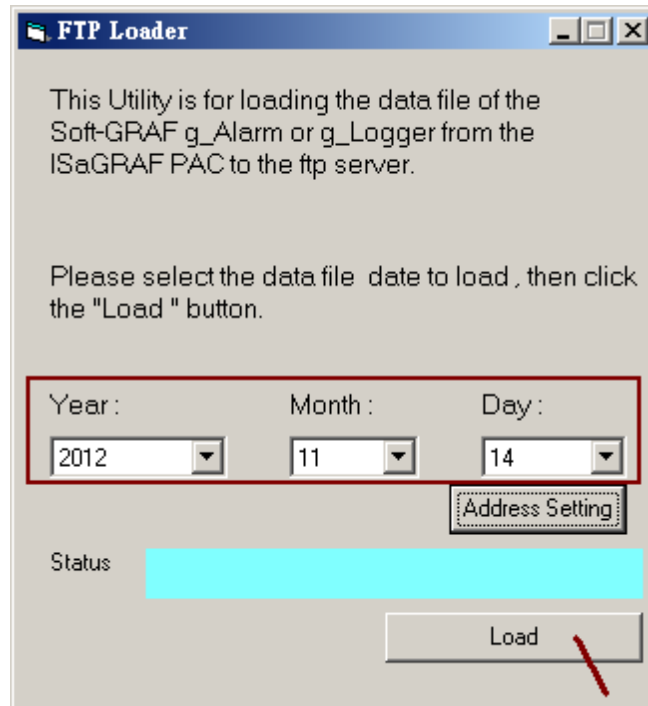 FTP Loader
This Utility is for loading the data file of the
Soft-GRAF g_Alarm or g_Logger from the
ISaGRAF PAC to the ftp server.
Please select the data file date to load , then click
the "Load " button.
Year : Month : Day :
2012 11 14
Address Setting
Status
Load